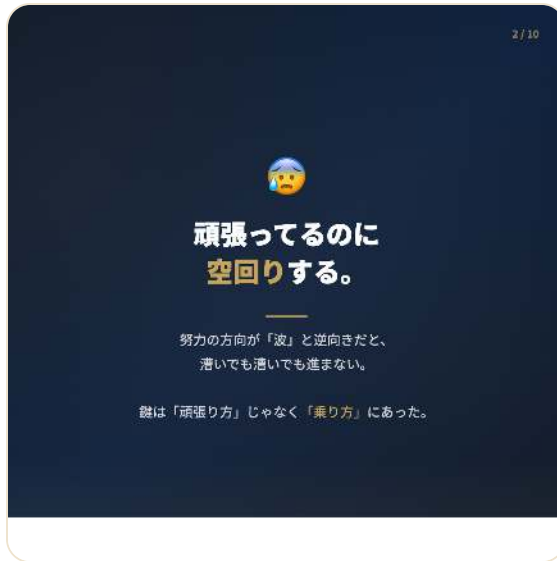 2 / 10
頑張ってるのに
空回りする。
努力の方向が「波」と逆向きだと、
漕いでも漕いでも進まない。
鍵は「頑張り方」じゃなく「乗り方」にあった。